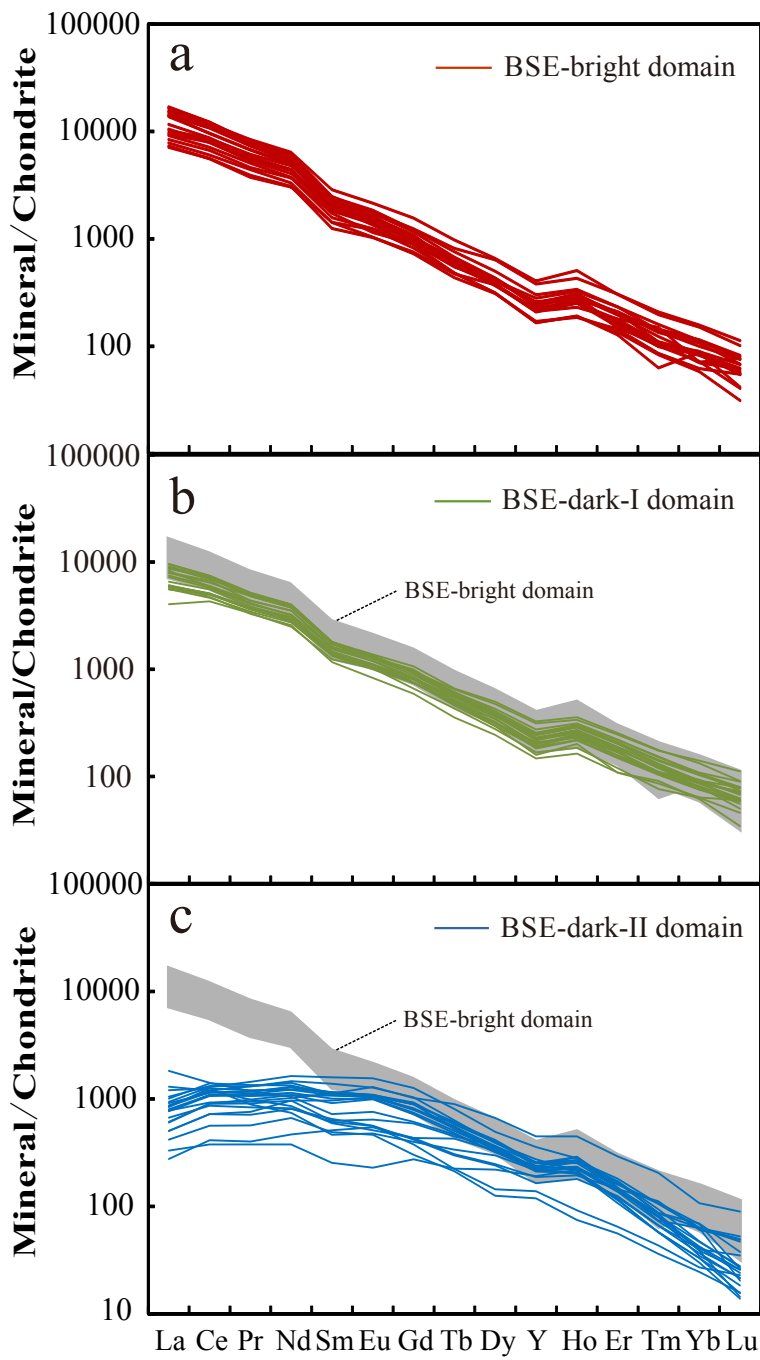 100000
a
BSE-bright domain
10000
1000
100
Mineral/Chondrite
100000
b
BSE-dark-I domain
10000
BSE-bright domain
1000
100
Mineral/Chondrite
100000
c
BSE-dark-II domain
10000
BSE-bright domain
1000
100
10
Mineral/Chondrite
La Ce Pr Nd Sm Eu Gd Tb Dy Y Ho Er Tm Yb Lu